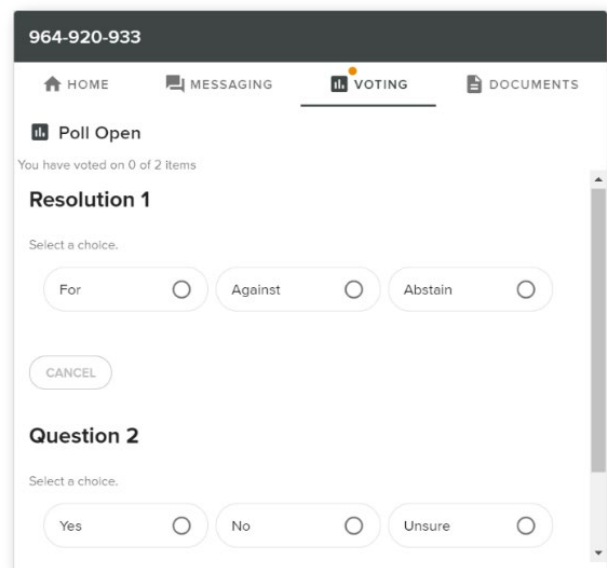 964-920-933
HOME MESSAGING VOTING DOCUMENTS
Poll Open
You have voted on 0 of 2 items
Resolution 1
Select a choice.
For Against Abstain
CANCEL
Question 2
Select a choice.
Yes No Unsure